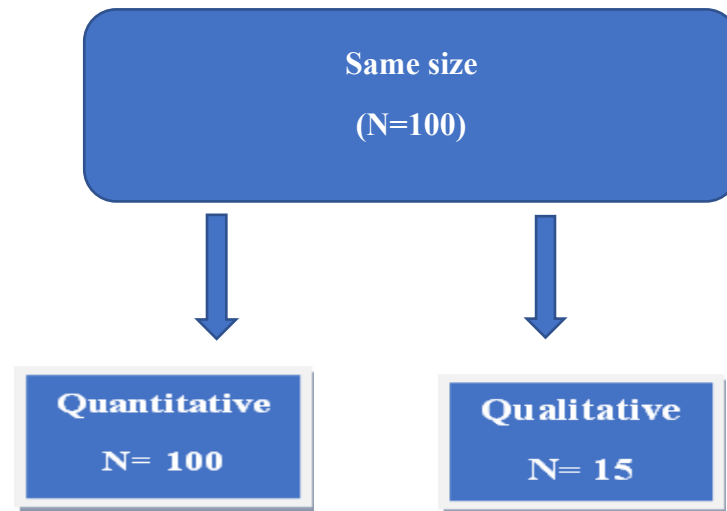 Same size
(N=100)
Quantitative
N= 100
Qualitative
N= 15